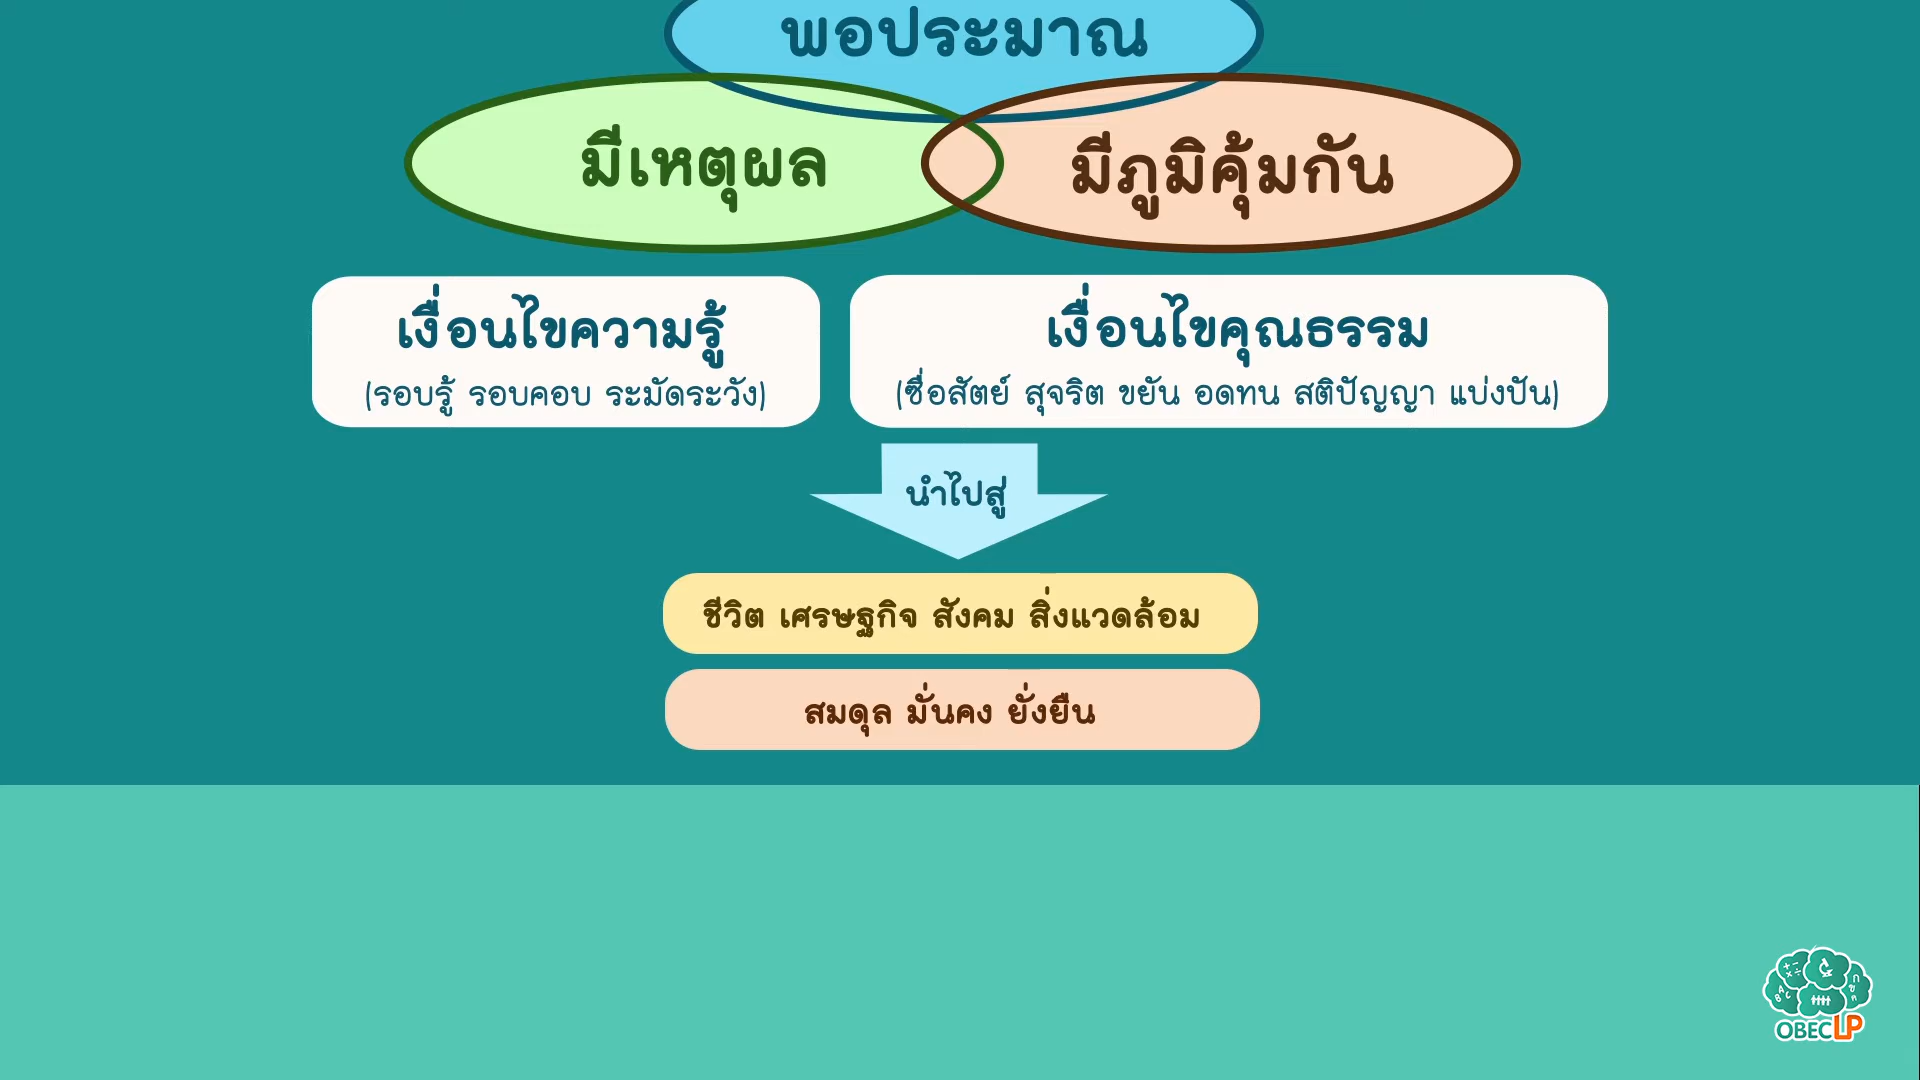 พอประมาณ
มีเหตุผล
มีภูมิคุ้มกัน
เงื่อนไขความรู้
(รอบรู้ รอบคอบ ระมัดระวัง)
เงื่อนไขคุณธรรม
(ซื่อสัตย์ สุจริต ขยัน อดทน สติปัญญา แบ่งปัน)
นำไปสู่
ชีวิต เศรษฐกิจ สังคม สิ่งแวดล้อม
สมดุล มั่นคง ยั่งยืน
OBECLP